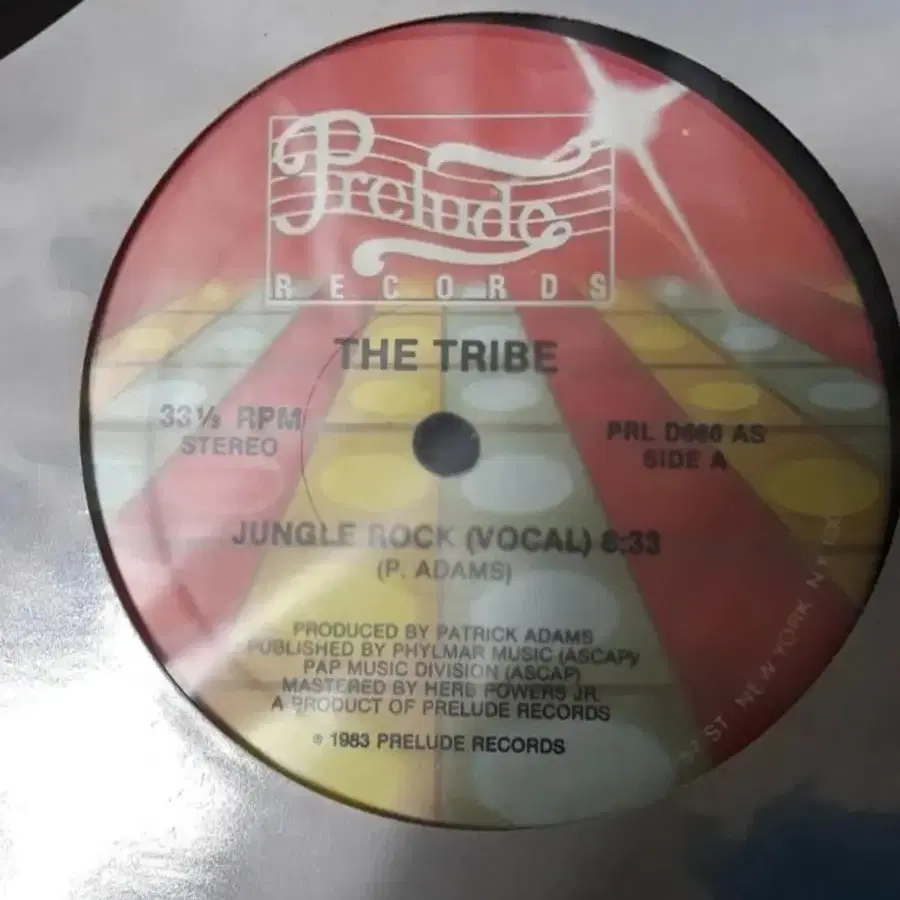 Prelude
RECORDS
THE TRIBE
33⅓ RPM
STEREO
PRL D660 AS
SIDE A
JUNGLE ROCK (VOCAL) 6:33
(P. ADAMS)
PRODUCED BY PATRICK ADAMS
PUBLISHED BY PHYLMAR MUSIC (ASCAP)/
PAP MUSIC DIVISION (ASCAP)
MASTERED BY HERB POWERS JR.
A PRODUCT OF PRELUDE RECORDS
℗ 1983 PRELUDE RECORDS
ST. NEW YORK N.Y.